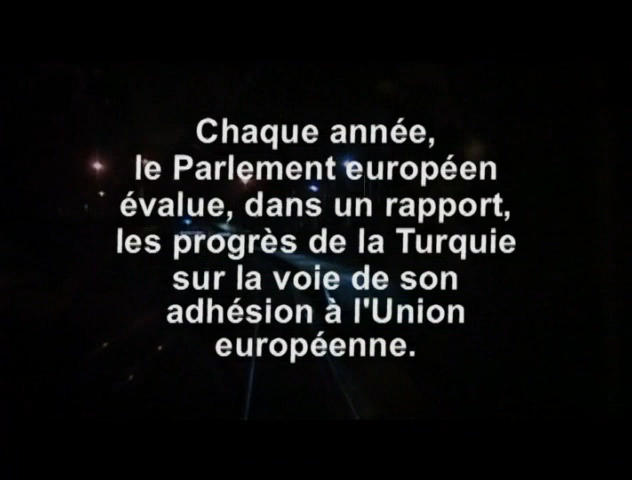 Chaque année,
le Parlement européen
évalue, dans un rapport,
les progrès de la Turquie
sur la voie de son
adhésion à l'Union
européenne.